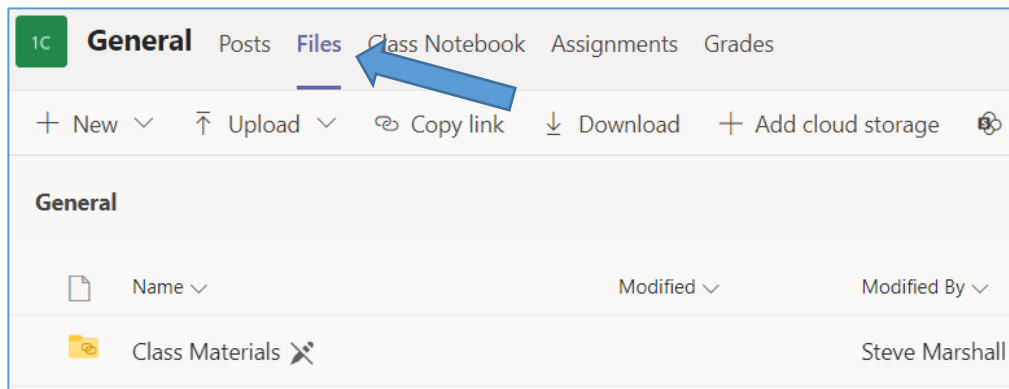 1C General Posts Files Class Notebook Assignments Grades
+ New Upload Copy link Download + Add cloud storage
General
Name Modified Modified By
Class Materials Steve Marshall